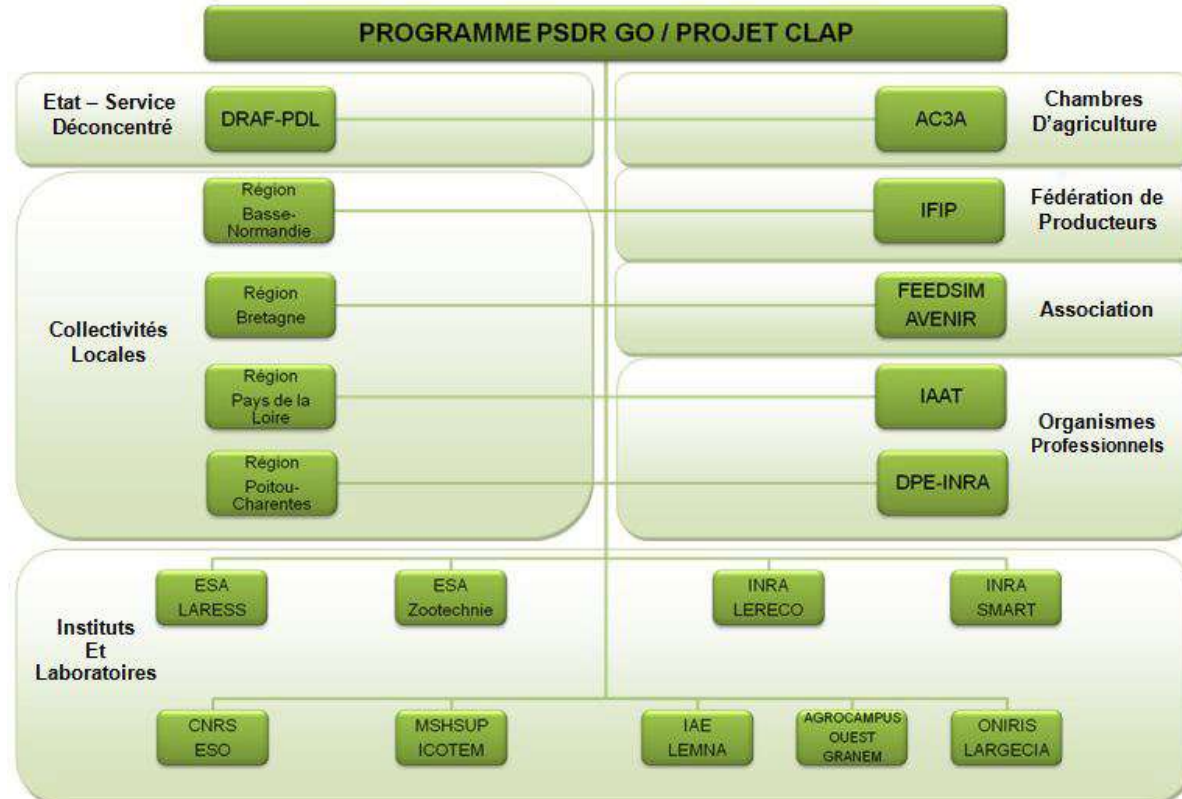 PROGRAMME PSDR GO / PROJET CLAP
Etat – Service
Déconcentré
DRAF-PDL
AC3A
Chambres
D'agriculture
Région
Basse-
Normandie
IFIP
Fédération de
Producteurs
Région
Bretagne
FEEDSIM
AVENIR
Association
Collectivités
Locales
Région
Pays de la
Loire
IAAT
Organismes
Professionnels
Région
Poitou-
Charentes
DPE-INRA
ESA
LARESS
ESA
Zootechnie
INRA
LERECO
INRA
SMART
Instituts
Et
Laboratoires
CNRS
ESO
MSHSUP
ICOTEM
IAE
LEMNA
AGROCAMPUS
OUEST
GRANEM
ONIRIS
LARGECIA